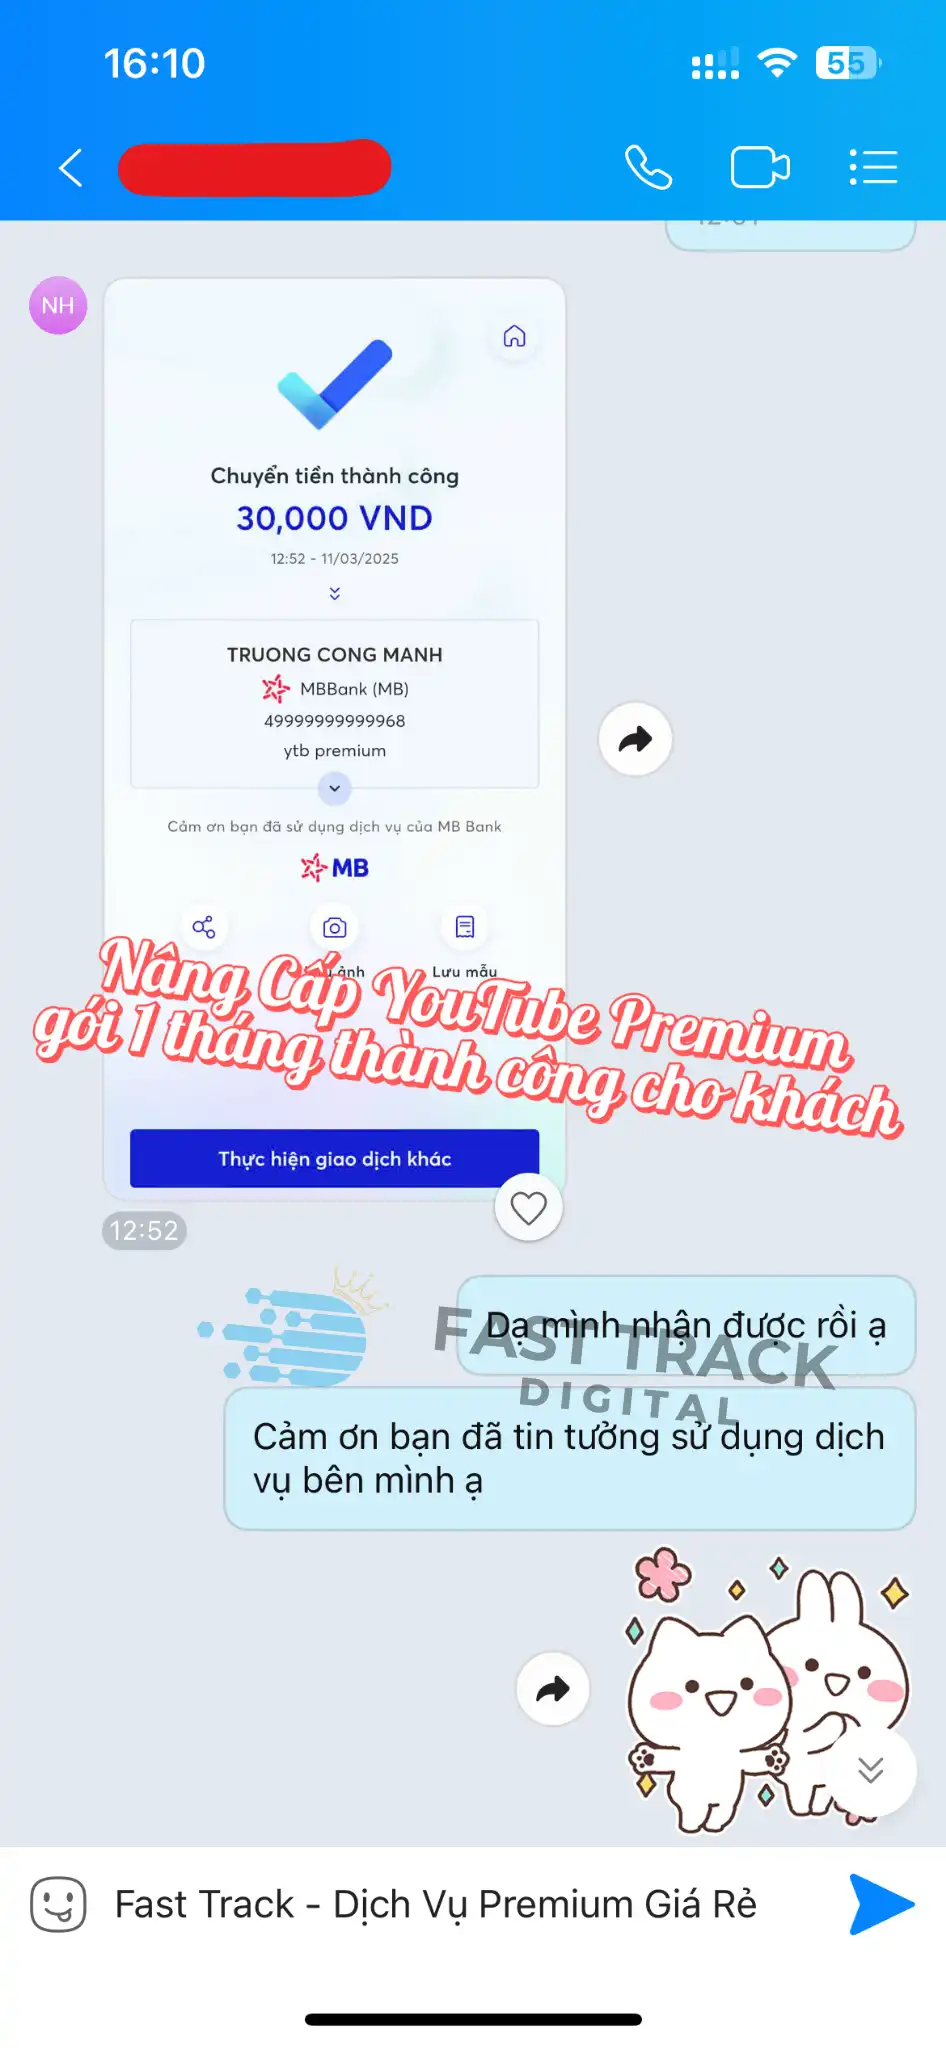 16:10
55
NH
Chuyển tiền thành công
30,000 VND
12:52 - 11/03/2025
TRUONG CONG MANH
MBBank (MB)
49999999999968
ytb premium
Cảm ơn bạn đã sử dụng dịch vụ của MB Bank
MB
ảnh
Lưu mẫu
Nâng Cấp YouTube Premium
gói 1 tháng thành công cho khách
Thực hiện giao dịch khác
12:52
Dạ mình nhận được rồi ạ
FAST TRACK
DIGITAL
Cảm ơn bạn đã tin tưởng sử dụng dịch
vụ bên mình ạ
Fast Track - Dịch Vụ Premium Giá Rẻ